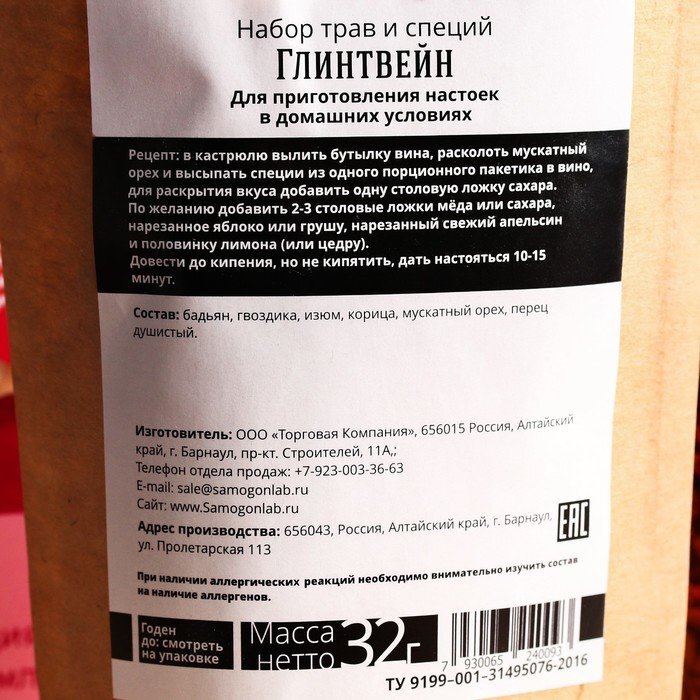 Набор трав и специй
Глинтвейн
Для приготовления настоек
в домашних условиях
Рецепт: в кастрюлю вылить бутылку вина, расколоть мускатный
орех и высыпать специи из одного порционного пакетика в вино,
для раскрытия вкуса добавить одну столовую ложку сахара.
По желанию добавить 2-3 столовые ложки мёда или сахара,
нарезанное яблоко или грушу, нарезанный свежий апельсин
и половинку лимона (или цедру).
Довести до кипения, но не кипятить, дать настояться 10-15
минут.
Состав: бадьян, гвоздика, изюм, корица, мускатный орех, перец
душистый.
Изготовитель: ООО «Торговая Компания», 656015 Россия, Алтайский
край, г. Барнаул, пр-кт. Строителей, 11А,;
Телефон отдела продаж: +7-923-003-36-63
E-mail: sale@samogonlab.ru
Сайт: www.Samogonlab.ru
Адрес производства: 656043, Россия, Алтайский край, г. Барнаул,
ул. Пролетарская 113
EAC
При наличии аллергических реакций необходимо внимательно изучить состав
на наличие аллергенов.
Годен
до: смотреть
на упаковке
Масса
нетто 32г
7 930065 240093
ТУ 9199-001-31495076-2016